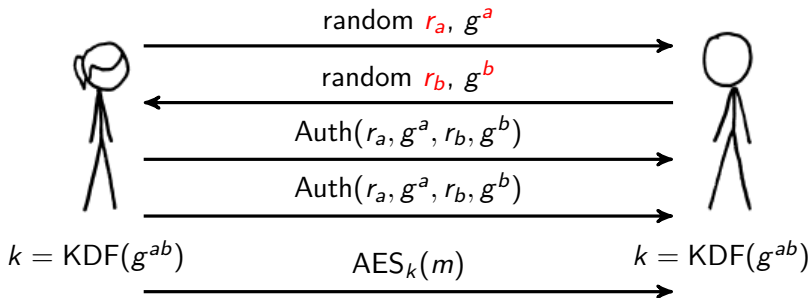 random r_a, g^a
random r_b, g^b
Auth(r_a, g^a, r_b, g^b)
Auth(r_a, g^a, r_b, g^b)
k = KDF(g^{ab})
k = KDF(g^{ab})
AES_k(m)